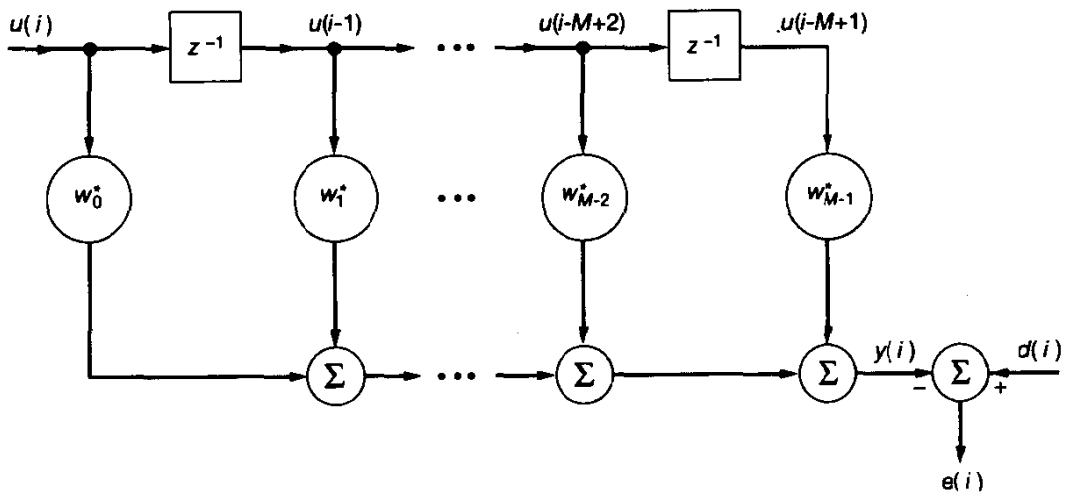 u(i) z⁻¹ u(i-1) ••• u(i-M+2) z⁻¹ u(i-M+1)
w₀* w₁* ••• w*_{M-2} w*_{M-1}
Σ ••• Σ Σ y(i) − Σ + d(i)
e(i)